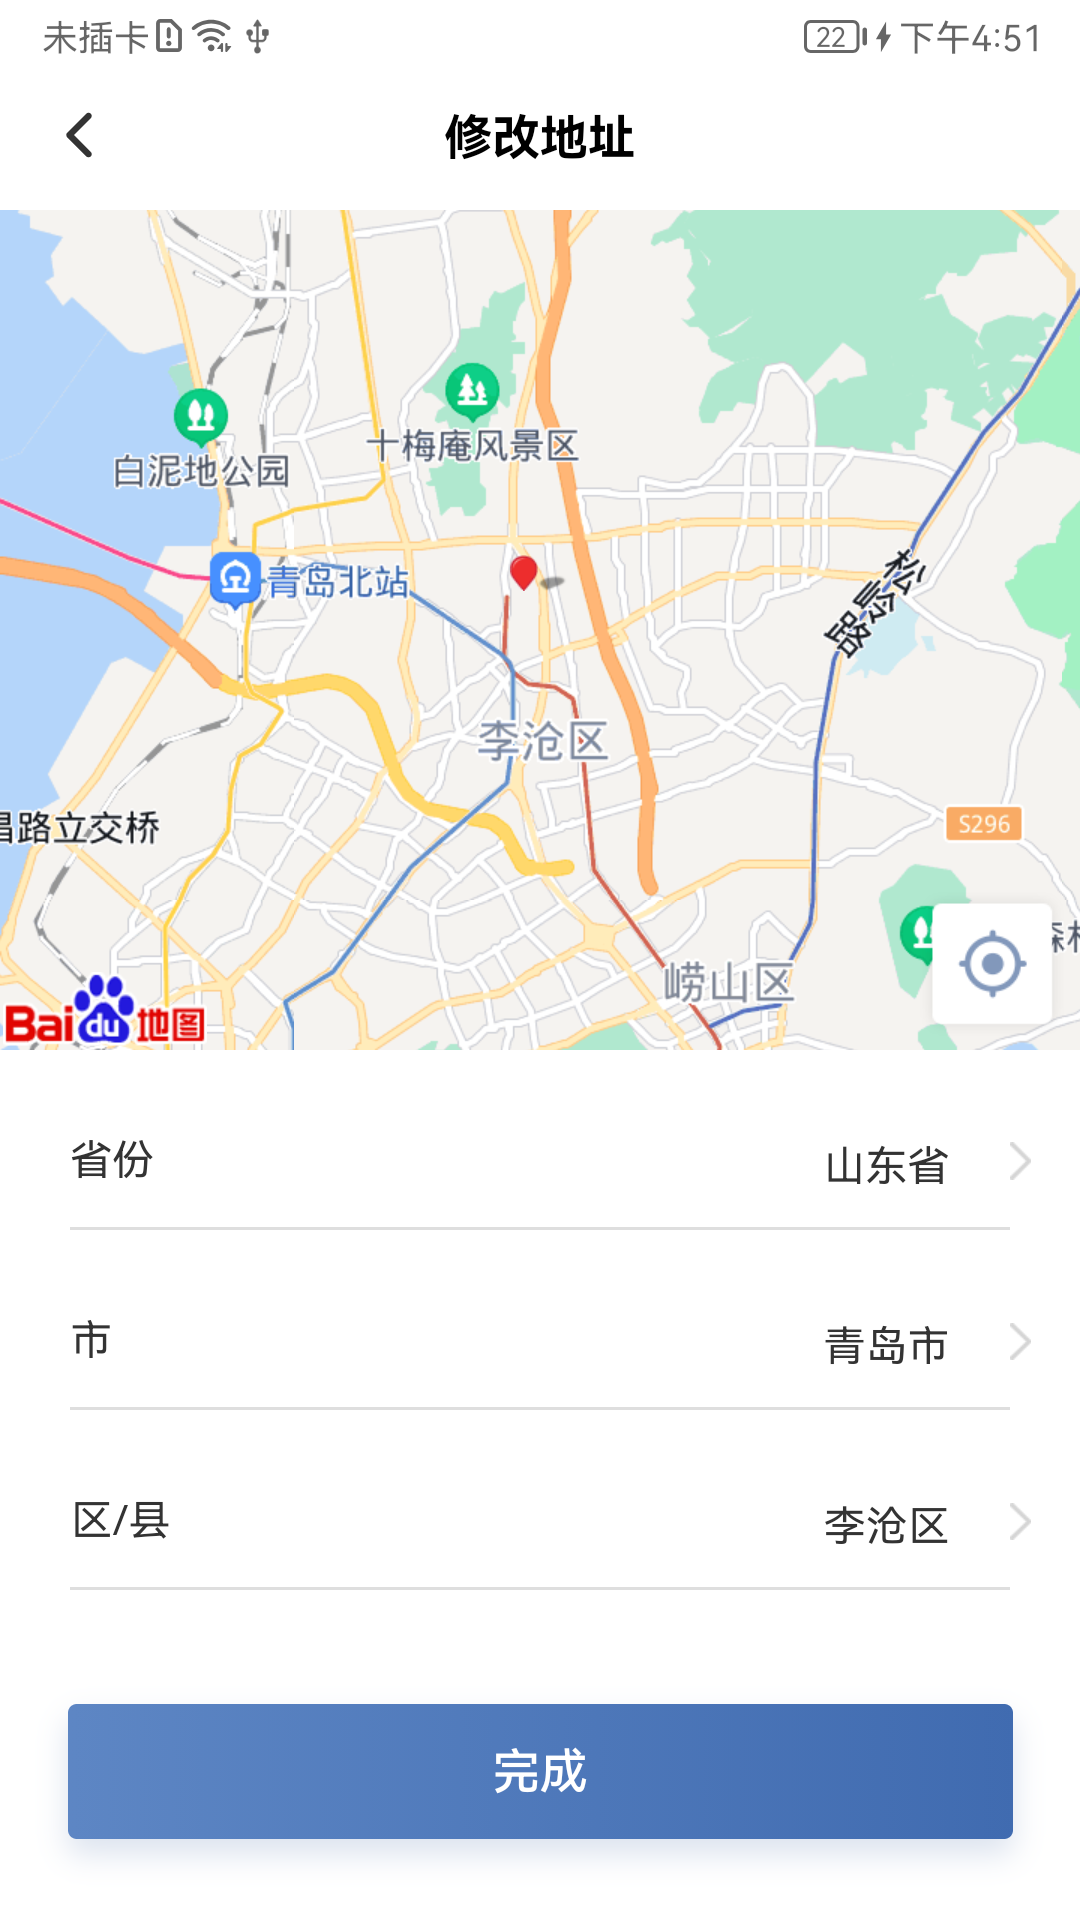 未插卡 22 下午4:51
修改地址
十梅庵风景区
白泥地公园
青岛北站
松岭路
李沧区
昌路立交桥
S296
崂山区
Baidu地图
省份 山东省
市 青岛市
区/县 李沧区
完成